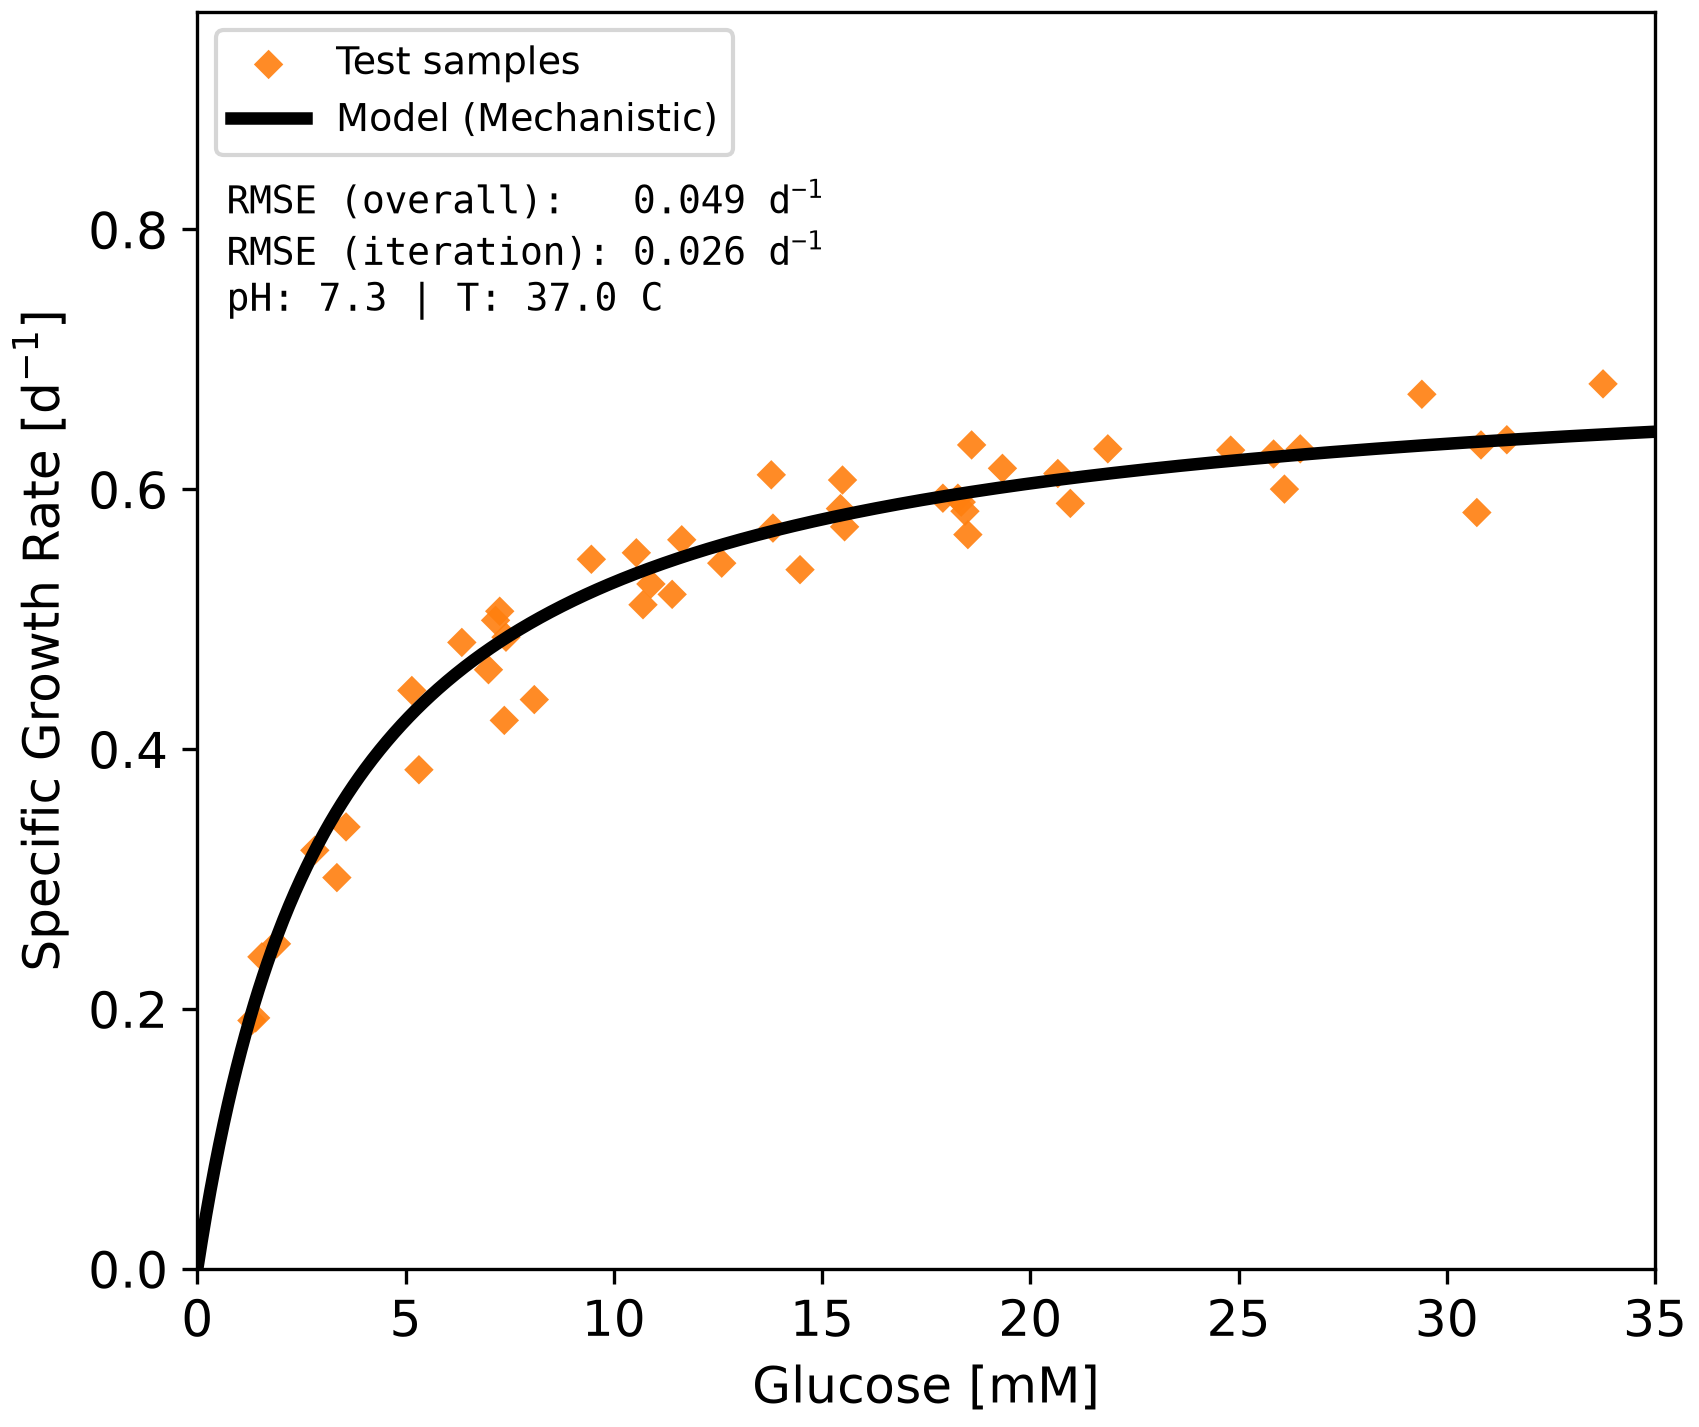 Test samples
Model (Mechanistic)
RMSE (overall):   0.049 d⁻¹
RMSE (iteration): 0.026 d⁻¹
pH: 7.3 | T: 37.0 C
Specific Growth Rate [d⁻¹]
0.8
0.6
0.4
0.2
0.0
0 5 10 15 20 25 30 35
Glucose [mM]